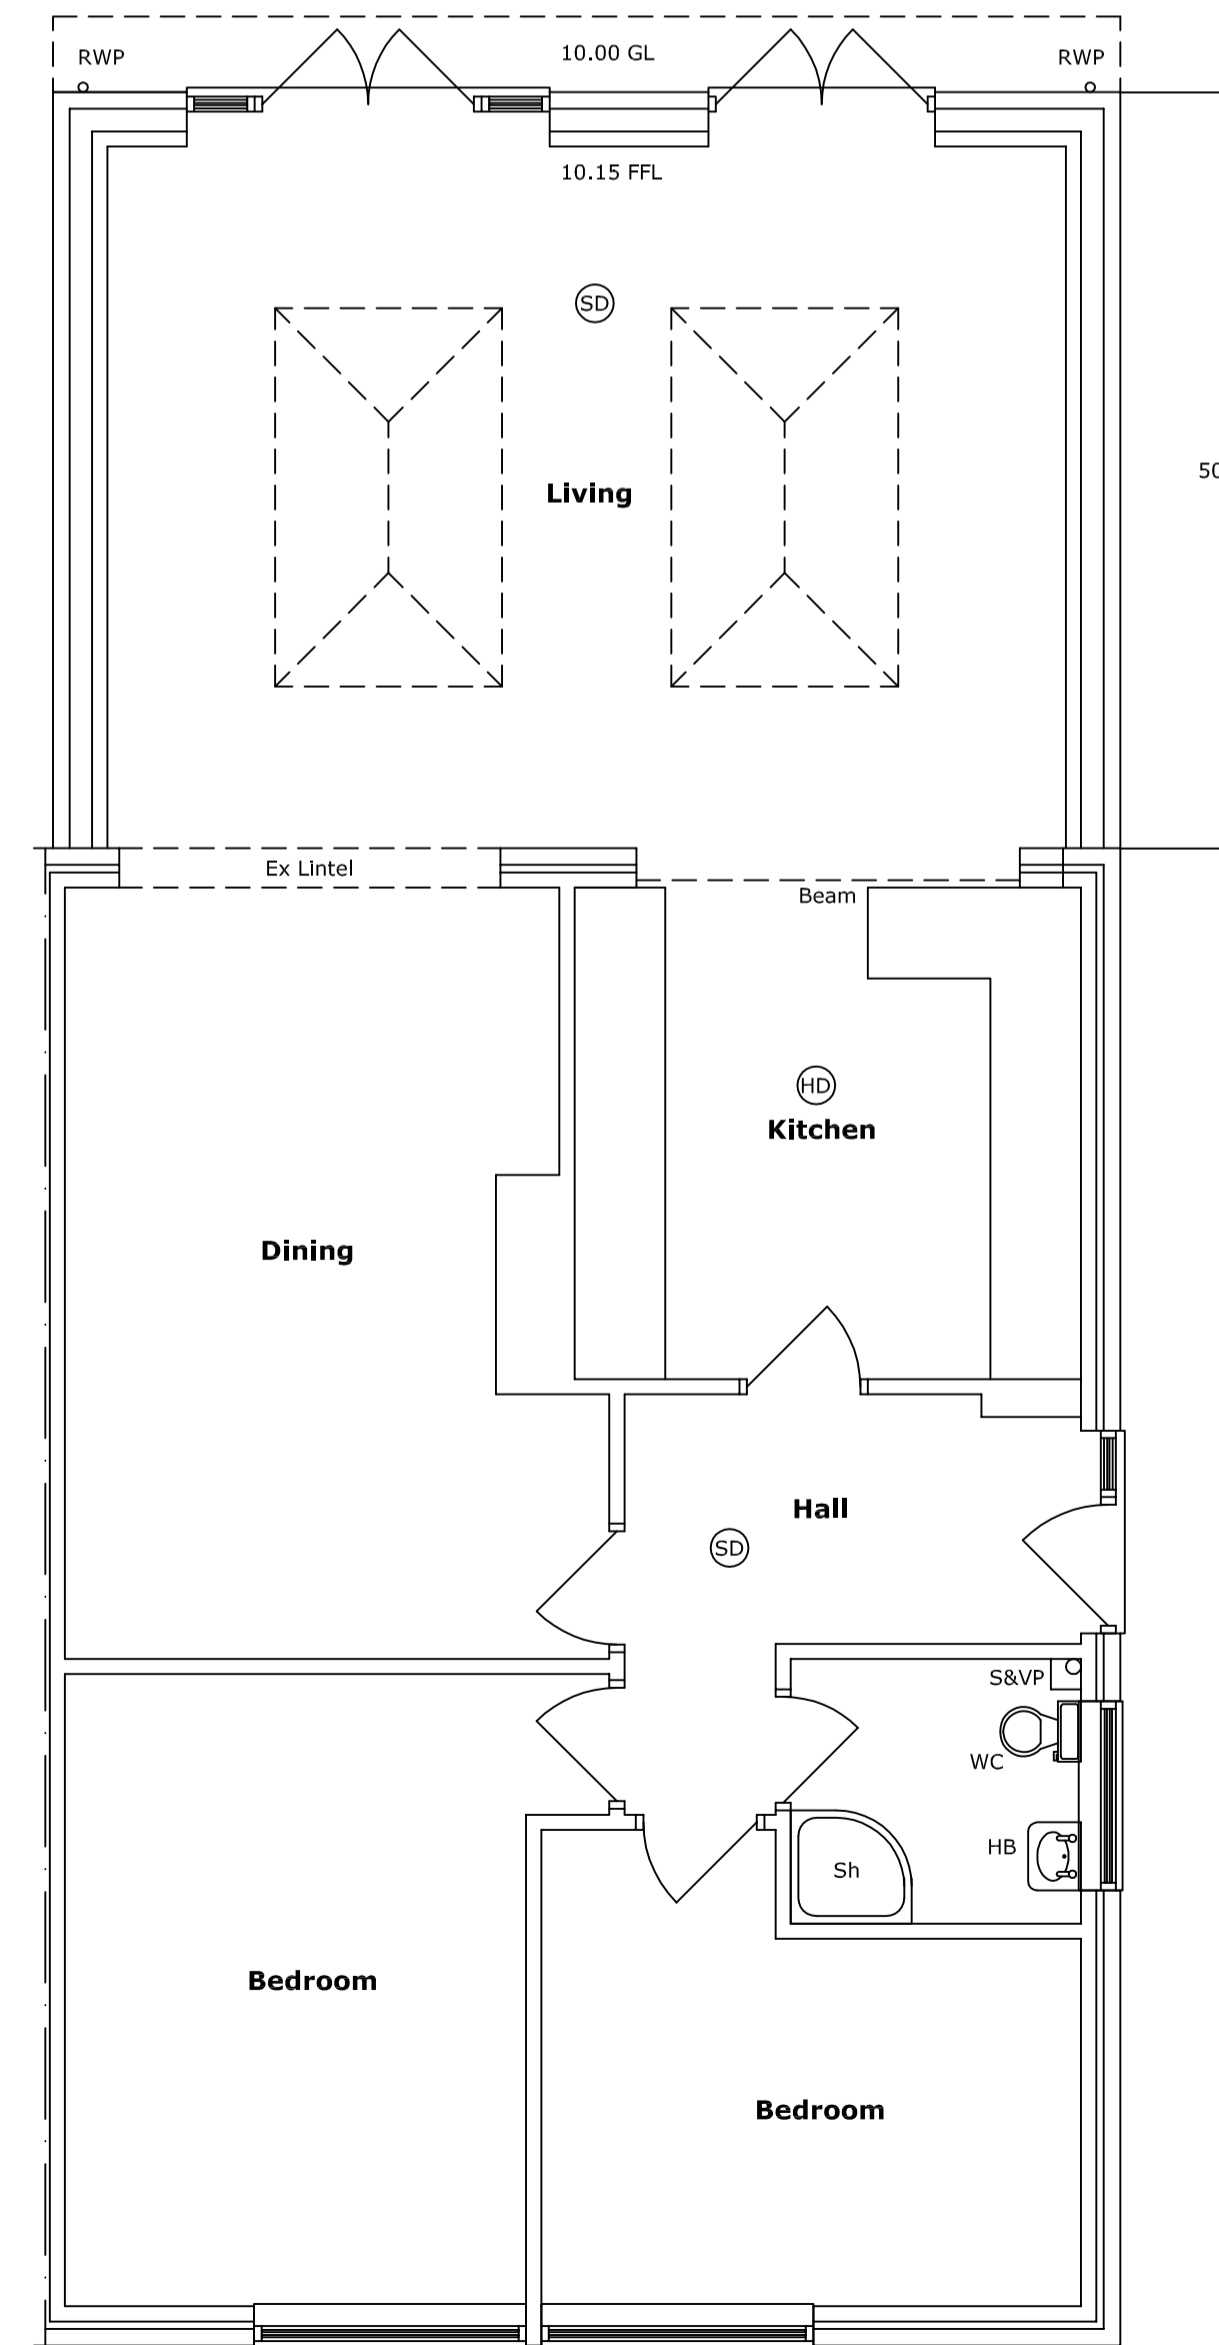 RWP
10.00 GL
RWP
10.15 FFL
SD
50
Living
Ex Lintel
Beam
HD
Kitchen
Dining
Hall
SD
S&VP
WC
HB
Sh
Bedroom
Bedroom